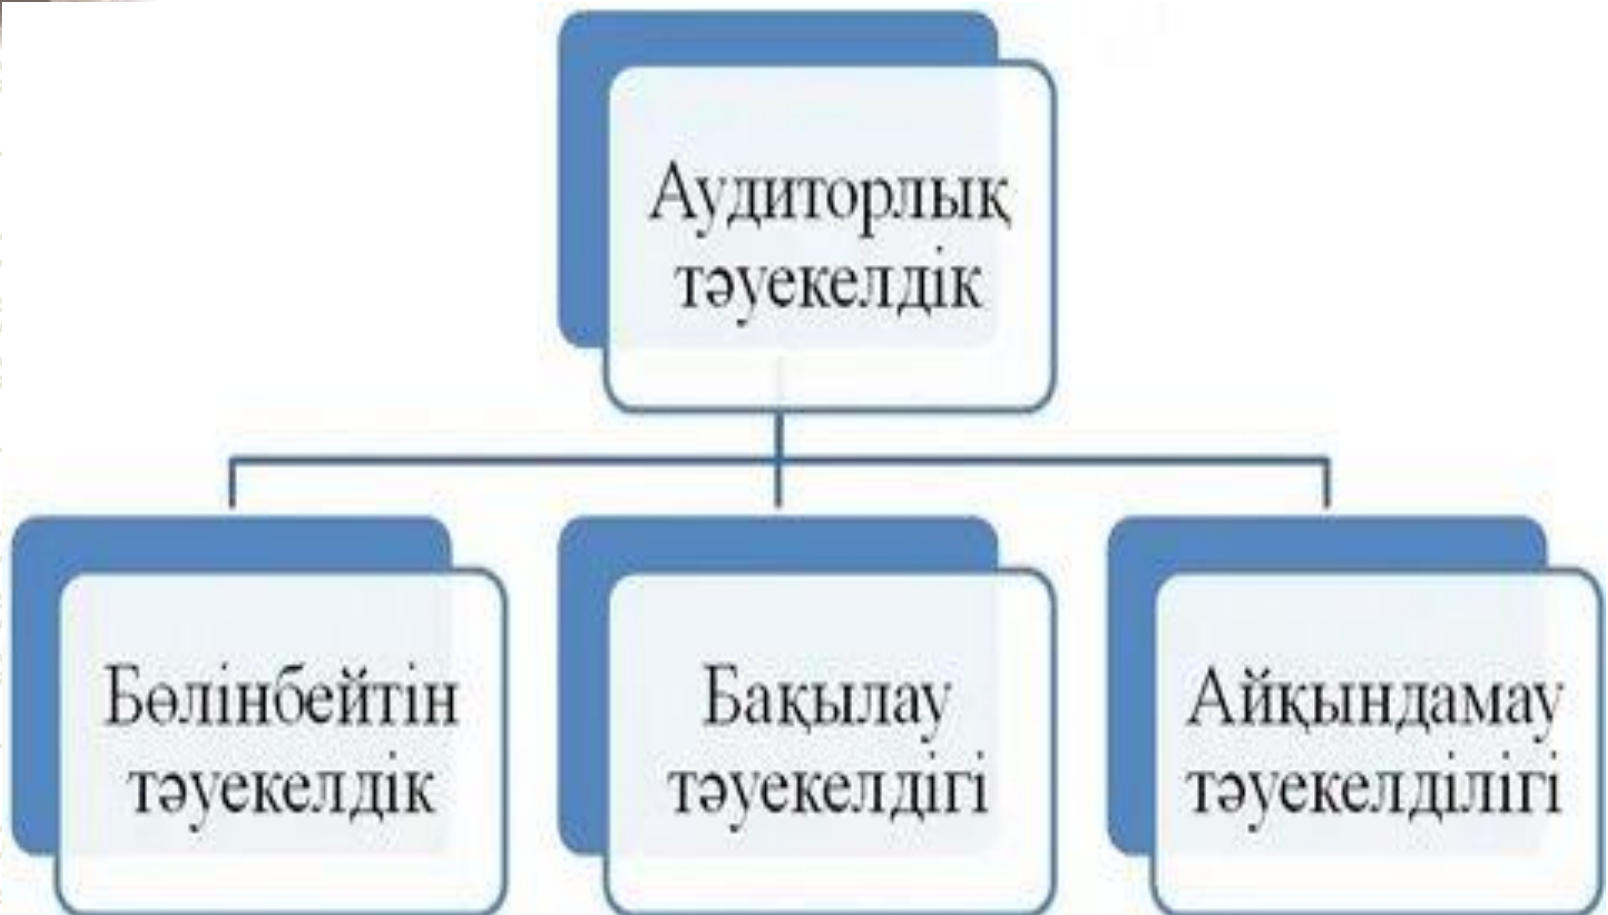 Аудиторлық
тәуекелдік
Бөлінбейтін
тәуекелдік
Бақылау
тәуекелдігі
Айқындамау
тәуекелділігі